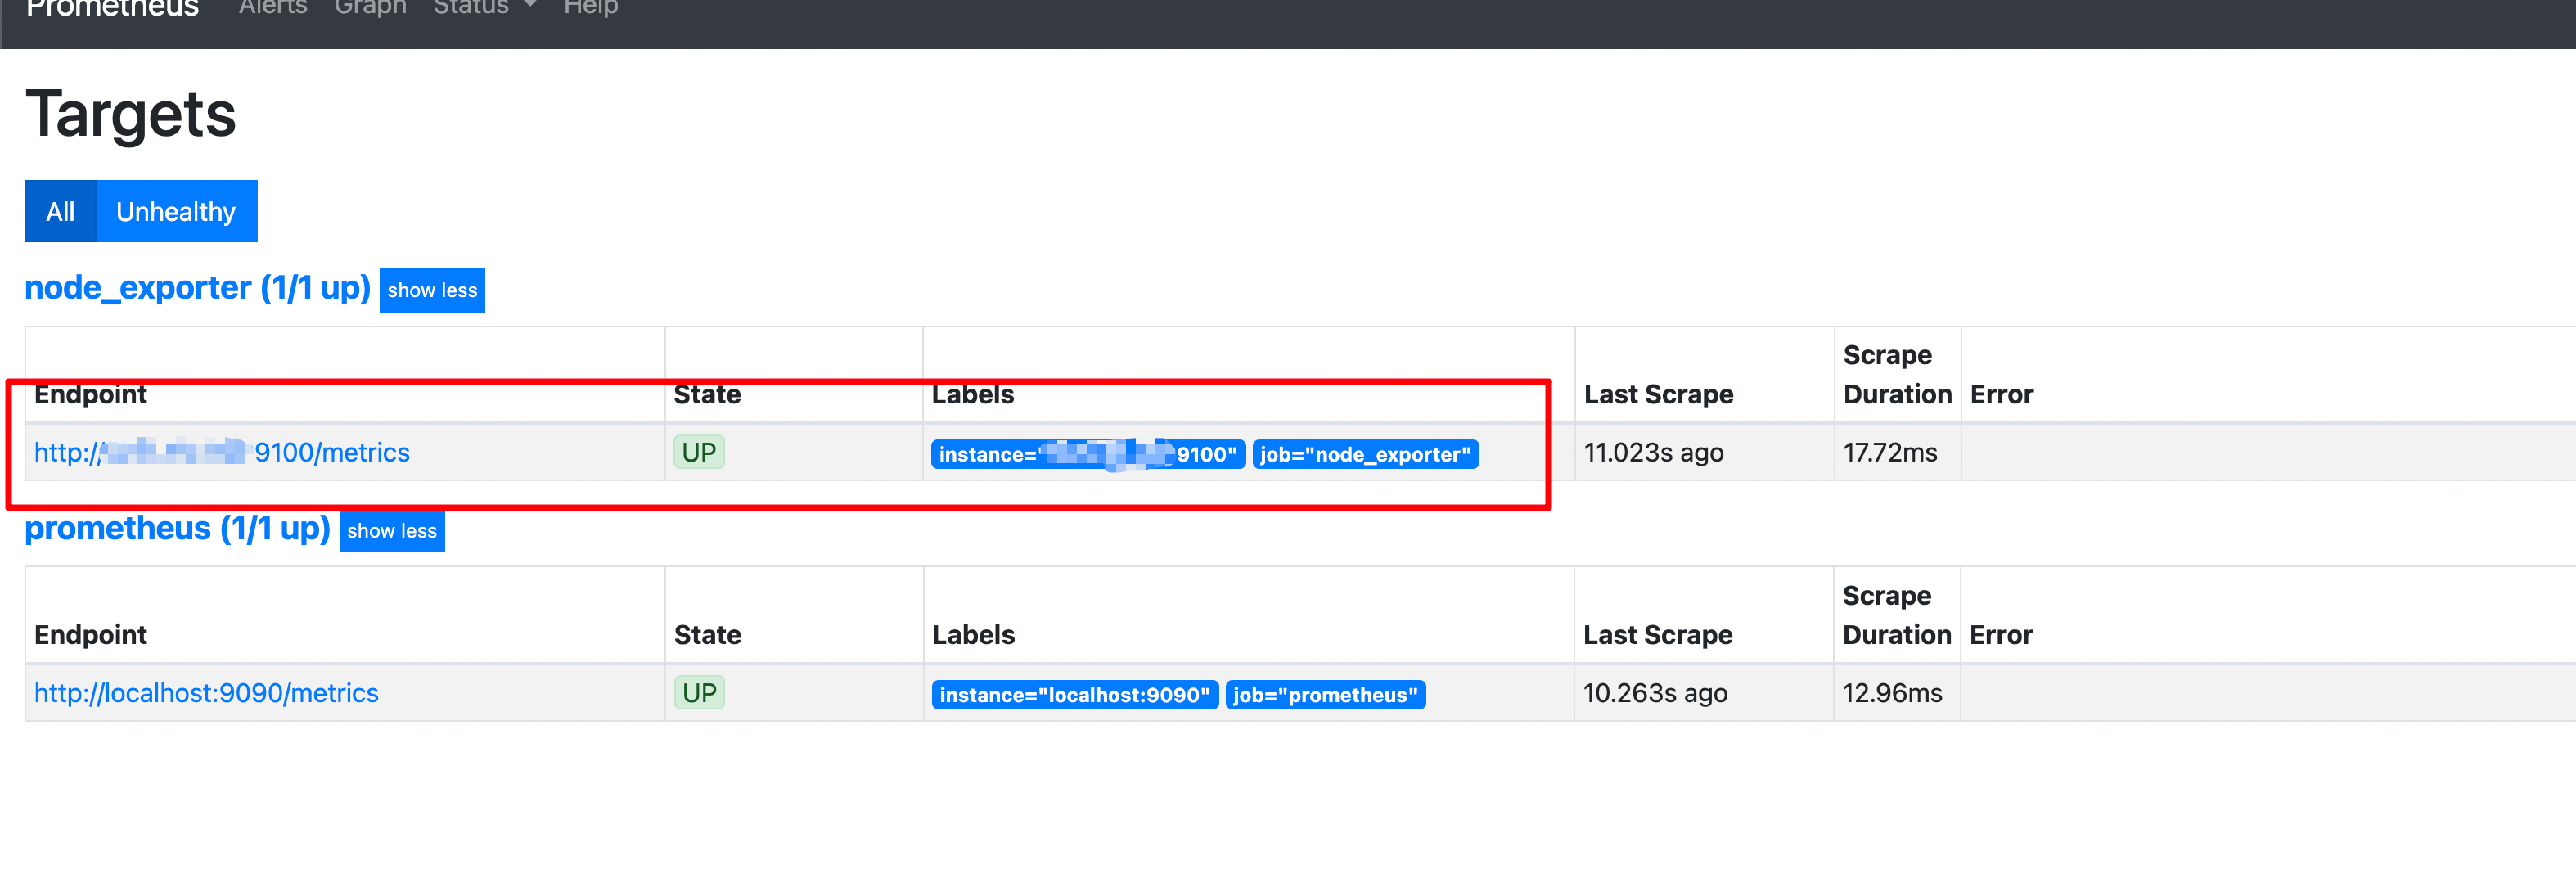 Prometheus Alerts Graph Status Help
Targets
All Unhealthy
node_exporter (1/1 up) show less
Endpoint State Labels Last Scrape Scrape Duration Error
http:// 9100/metrics UP instance=" 9100" job="node_exporter" 11.023s ago 17.72ms
prometheus (1/1 up) show less
Endpoint State Labels Last Scrape Scrape Duration Error
http://localhost:9090/metrics UP instance="localhost:9090" job="prometheus" 10.263s ago 12.96ms